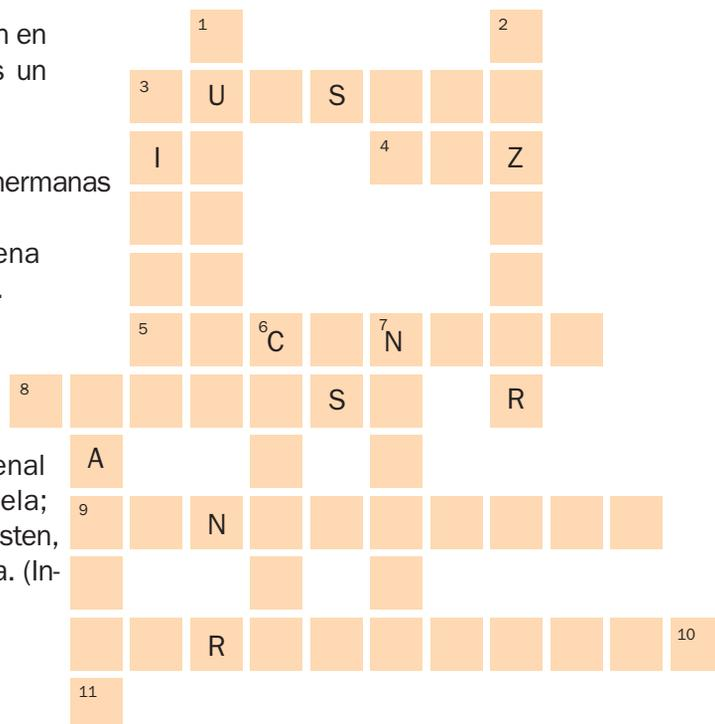 n en
s un
hermanas
ena
.
enal
ela;
sten,
a. (In-
1 2
3 U S
I 4 Z
5 6 C 7 N
8 S R
A
9 N
R 10
11